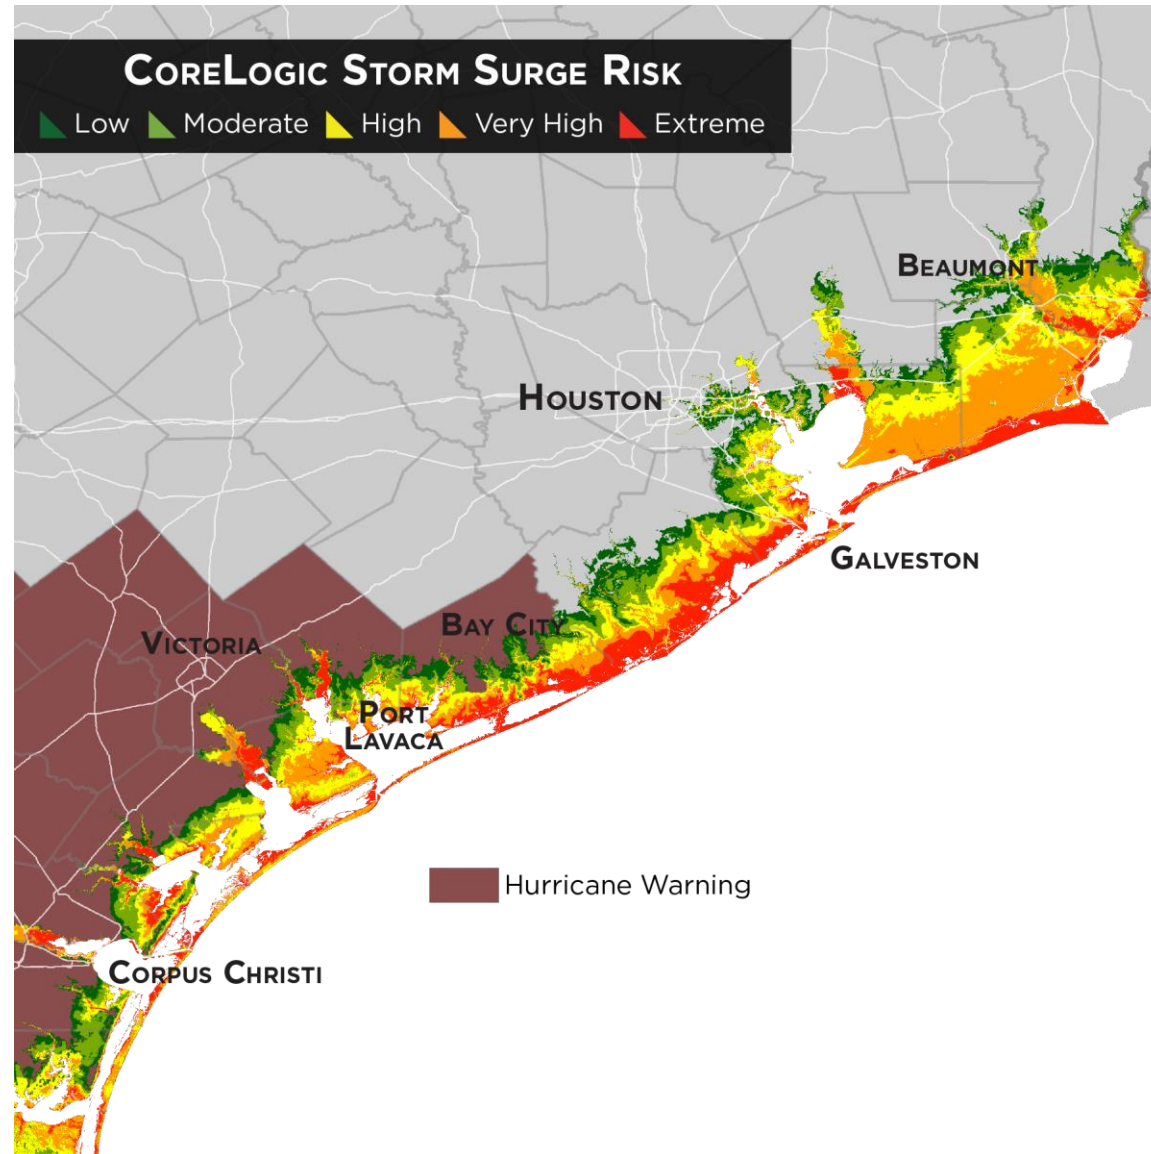 CoreLogic Storm Surge Risk
Low Moderate High Very High Extreme
Beaumont
Houston
Galveston
Bay City
Victoria
Port
Lavaca
Hurricane Warning
Corpus Christi